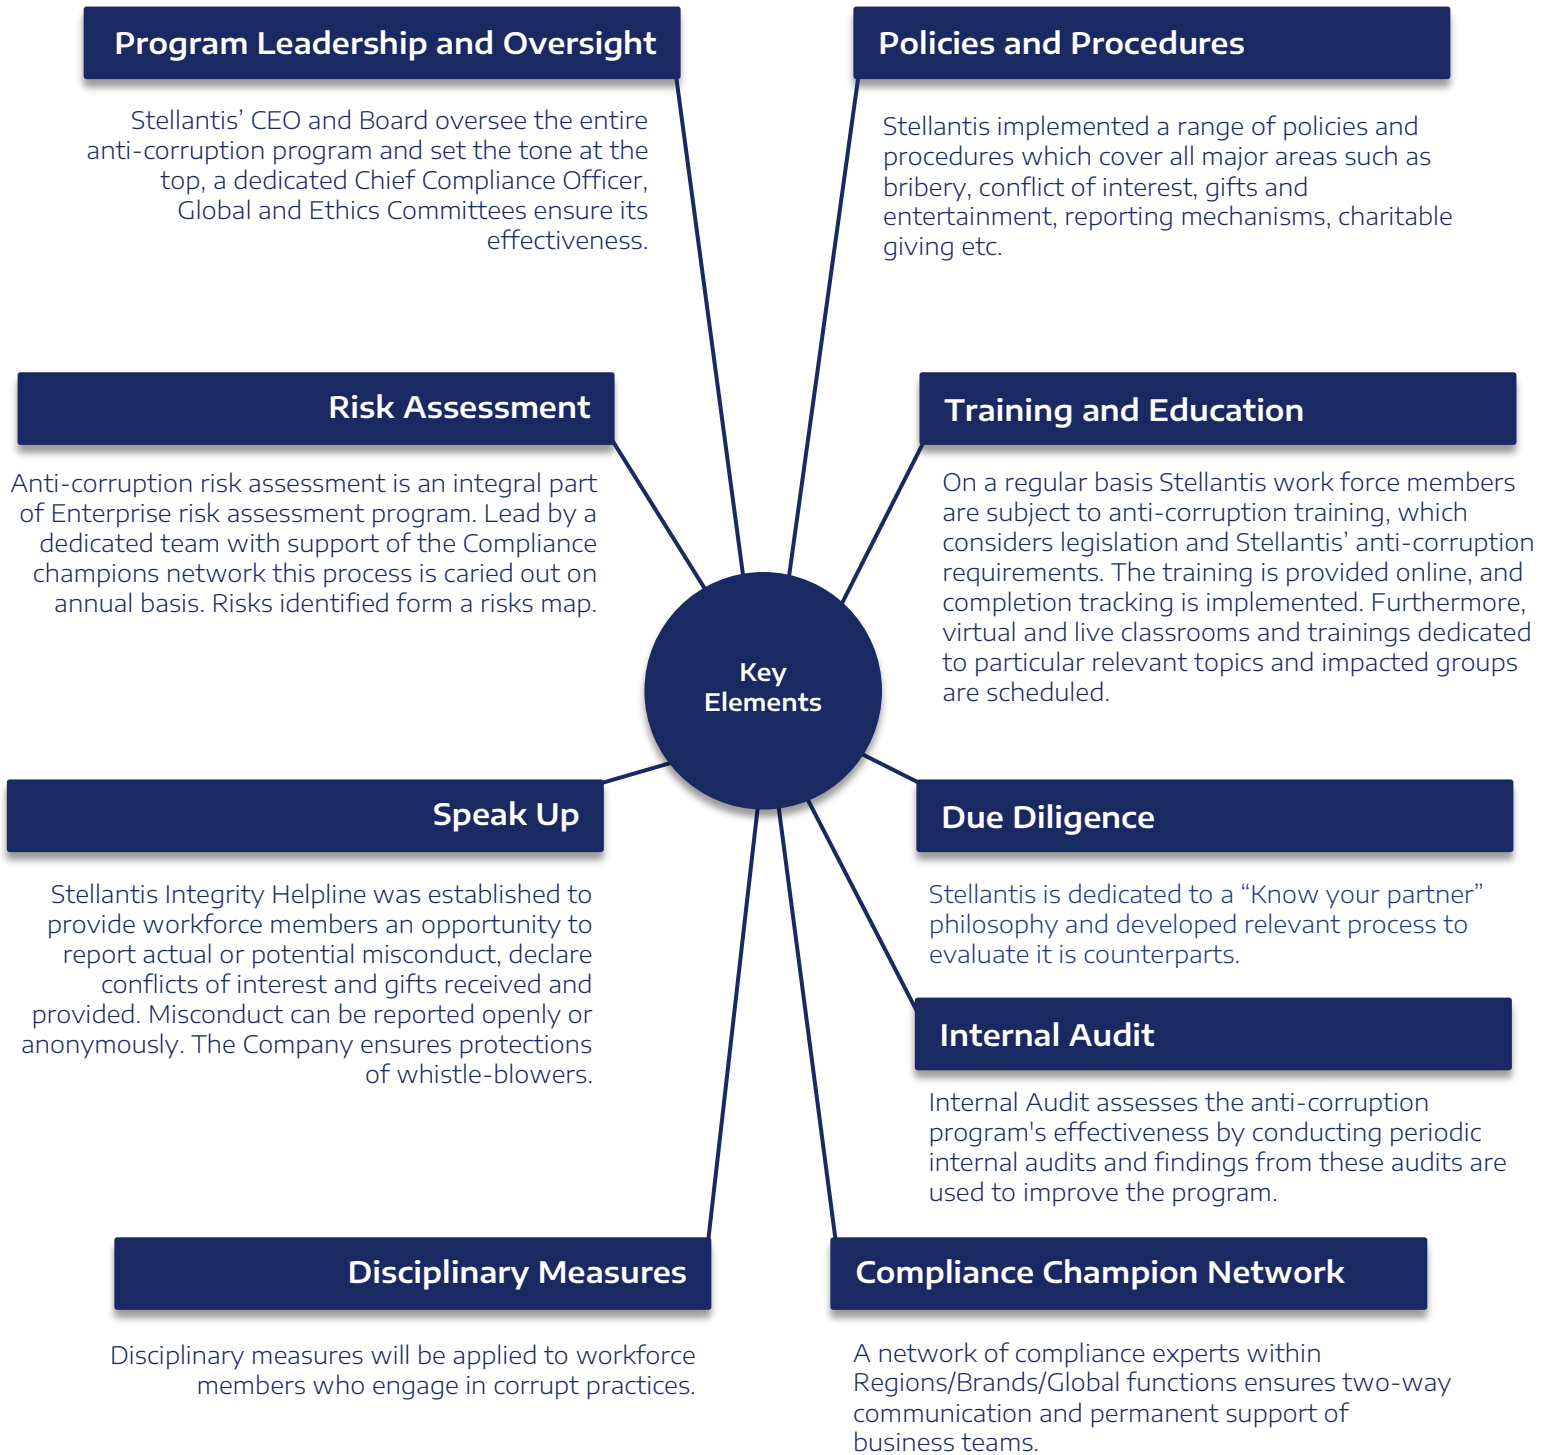 Program Leadership and Oversight
Stellantis’ CEO and Board oversee the entire
anti-corruption program and set the tone at the
top, a dedicated Chief Compliance Officer,
Global and Ethics Committees ensure its
effectiveness.
Policies and Procedures
Stellantis implemented a range of policies and
procedures which cover all major areas such as
bribery, conflict of interest, gifts and
entertainment, reporting mechanisms, charitable
giving etc.
Risk Assessment
Anti-corruption risk assessment is an integral part
of Enterprise risk assessment program. Lead by a
dedicated team with support of the Compliance
champions network this process is caried out on
annual basis. Risks identified form a risks map.
Training and Education
On a regular basis Stellantis work force members
are subject to anti-corruption training, which
considers legislation and Stellantis’ anti-corruption
requirements. The training is provided online, and
completion tracking is implemented. Furthermore,
virtual and live classrooms and trainings dedicated
to particular relevant topics and impacted groups
are scheduled.
Key
Elements
Speak Up
Stellantis Integrity Helpline was established to
provide workforce members an opportunity to
report actual or potential misconduct, declare
conflicts of interest and gifts received and
provided. Misconduct can be reported openly or
anonymously. The Company ensures protections
of whistle-blowers.
Due Diligence
Stellantis is dedicated to a “Know your partner”
philosophy and developed relevant process to
evaluate it is counterparts.
Internal Audit
Internal Audit assesses the anti-corruption
program's effectiveness by conducting periodic
internal audits and findings from these audits are
used to improve the program.
Disciplinary Measures
Disciplinary measures will be applied to workforce
members who engage in corrupt practices.
Compliance Champion Network
A network of compliance experts within
Regions/Brands/Global functions ensures two-way
communication and permanent support of
business teams.